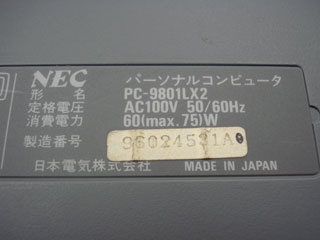 NEC パーソナルコンピュータ
形名 PC-9801LX2
定格電圧 AC100V 50/60Hz
消費電力 60(max.75)W
製造番号 96024531A
日本電気株式会社 MADE IN JAPAN